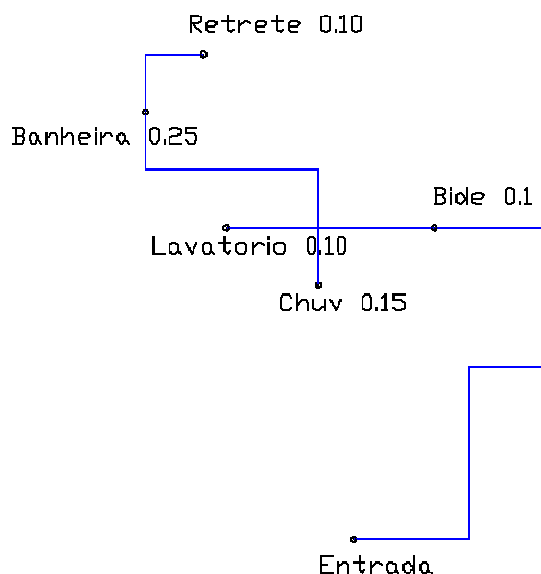 Retrete 0.10
Banheira 0.25
Bide 0.1
Lavatorio 0.10
Chuv 0.15
Entrada